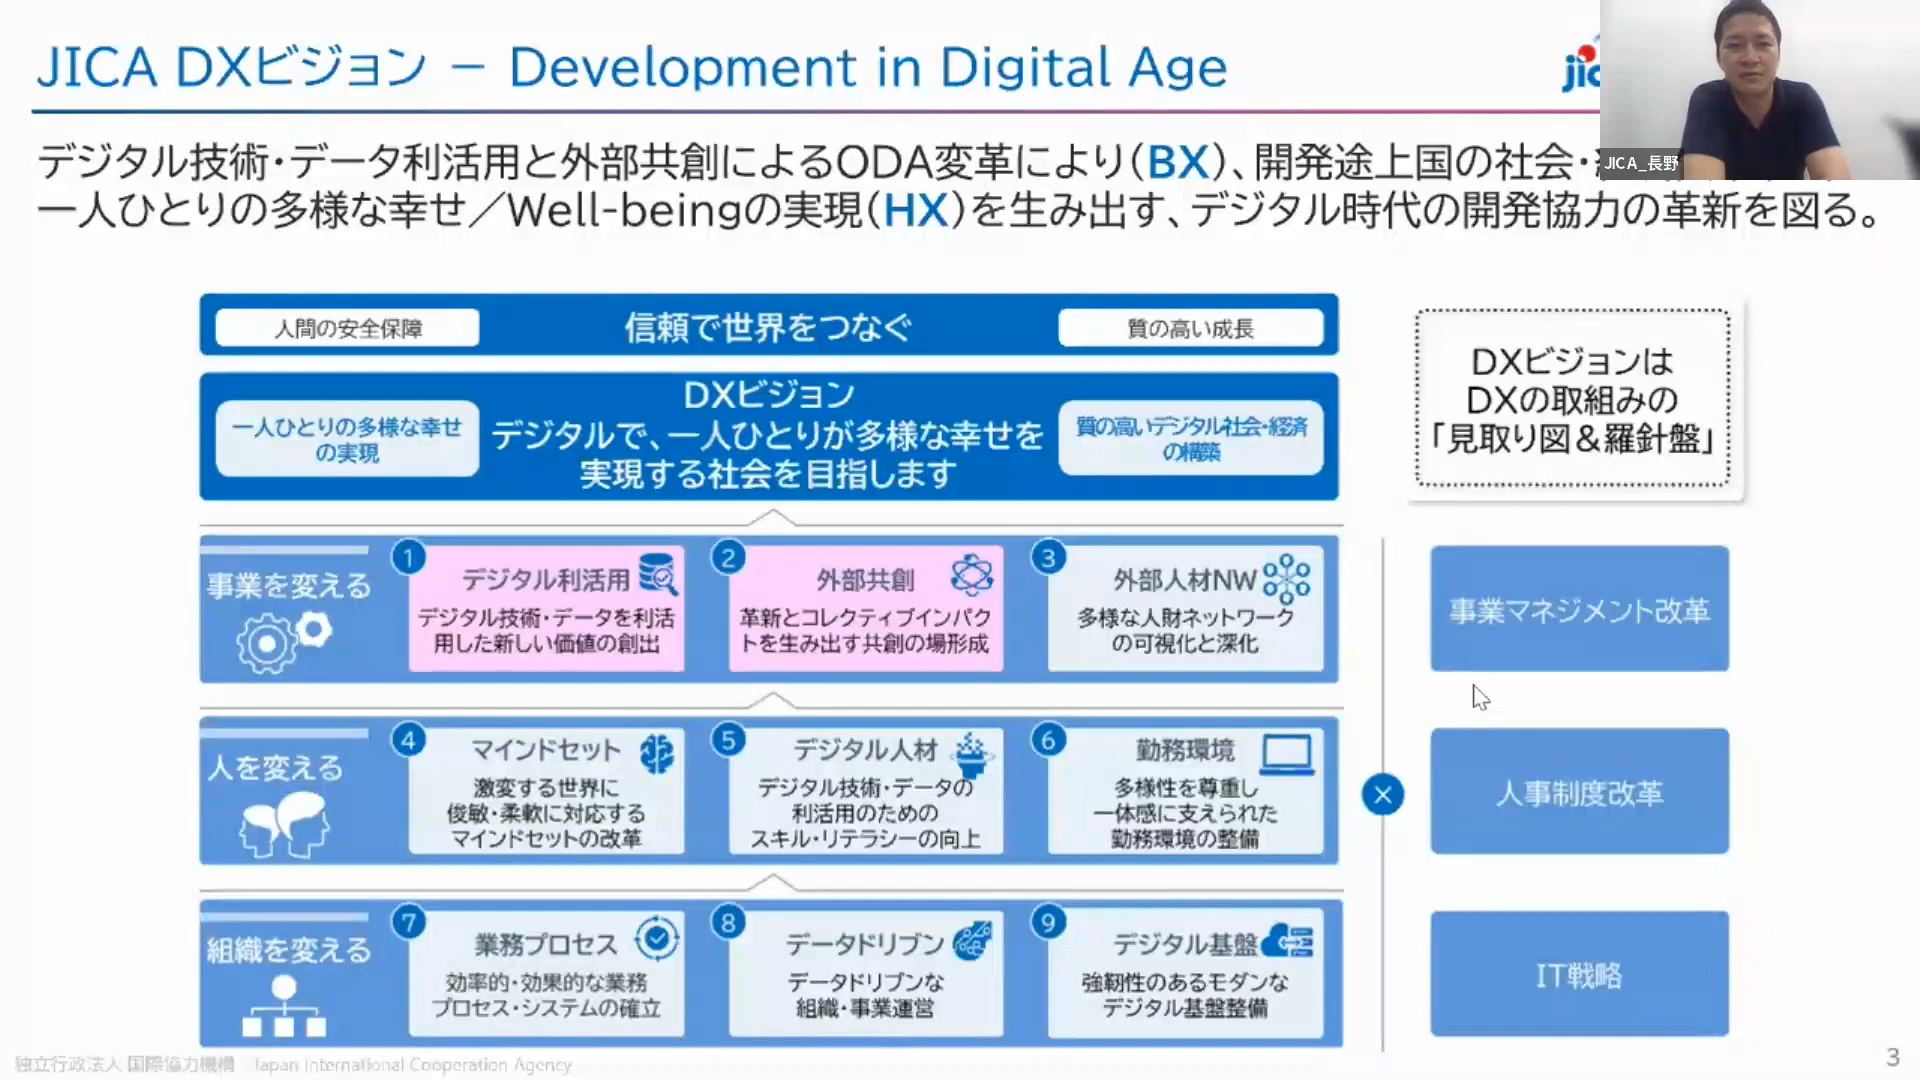 JICA DXビジョン － Development in Digital Age
jic
JICA_長野
デジタル技術・データ利活用と外部共創によるODA変革により（BX）、開発途上国の社会・
一人ひとりの多様な幸せ／Well-beingの実現（HX）を生み出す、デジタル時代の開発協力の革新を図る。
人間の安全保障
信頼で世界をつなぐ
質の高い成長
DXビジョン
デジタルで、一人ひとりが多様な幸せを
実現する社会を目指します
一人ひとりの多様な幸せ
の実現
質の高いデジタル社会・経済
の構築
DXビジョンは
DXの取組みの
「見取り図＆羅針盤」
事業を変える
1
デジタル利活用
デジタル技術・データを利活
用した新しい価値の創出
2
外部共創
革新とコレクティブインパク
トを生み出す共創の場形成
3
外部人材NW
多様な人財ネットワーク
の可視化と深化
事業マネジメント改革
人を変える
4
マインドセット
激変する世界に
俊敏・柔軟に対応する
マインドセットの改革
5
デジタル人材
デジタル技術・データの
利活用のための
スキル・リテラシーの向上
6
勤務環境
多様性を尊重し
一体感に支えられた
勤務環境の整備
×
人事制度改革
組織を変える
7
業務プロセス
効率的・効果的な業務
プロセス・システムの確立
8
データドリブン
データドリブンな
組織・事業運営
9
デジタル基盤
強靭性のあるモダンな
デジタル基盤整備
IT戦略
独立行政法人 国際協力機構 Japan International Cooperation Agency
3